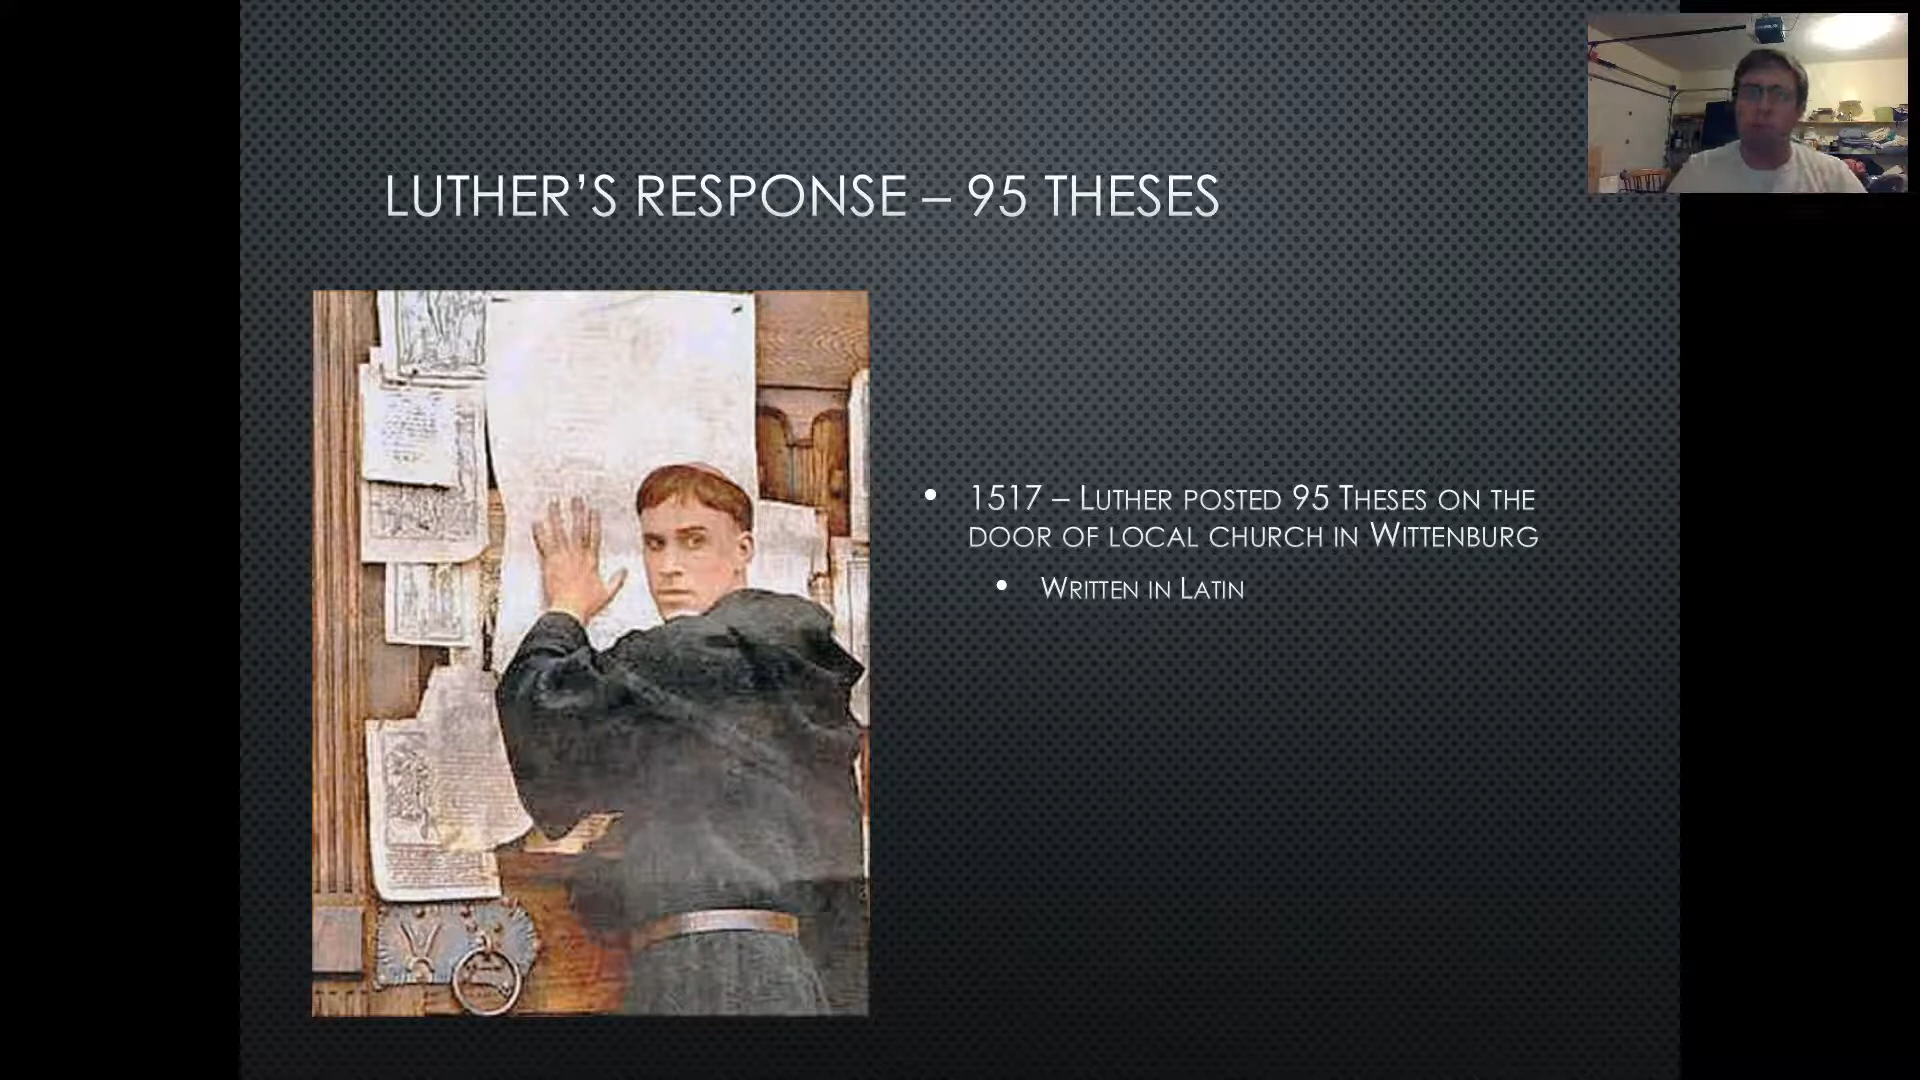 LUTHER’S RESPONSE – 95 THESES
• 1517 – LUTHER POSTED 95 THESES ON THE
DOOR OF LOCAL CHURCH IN WITTENBURG
• WRITTEN IN LATIN